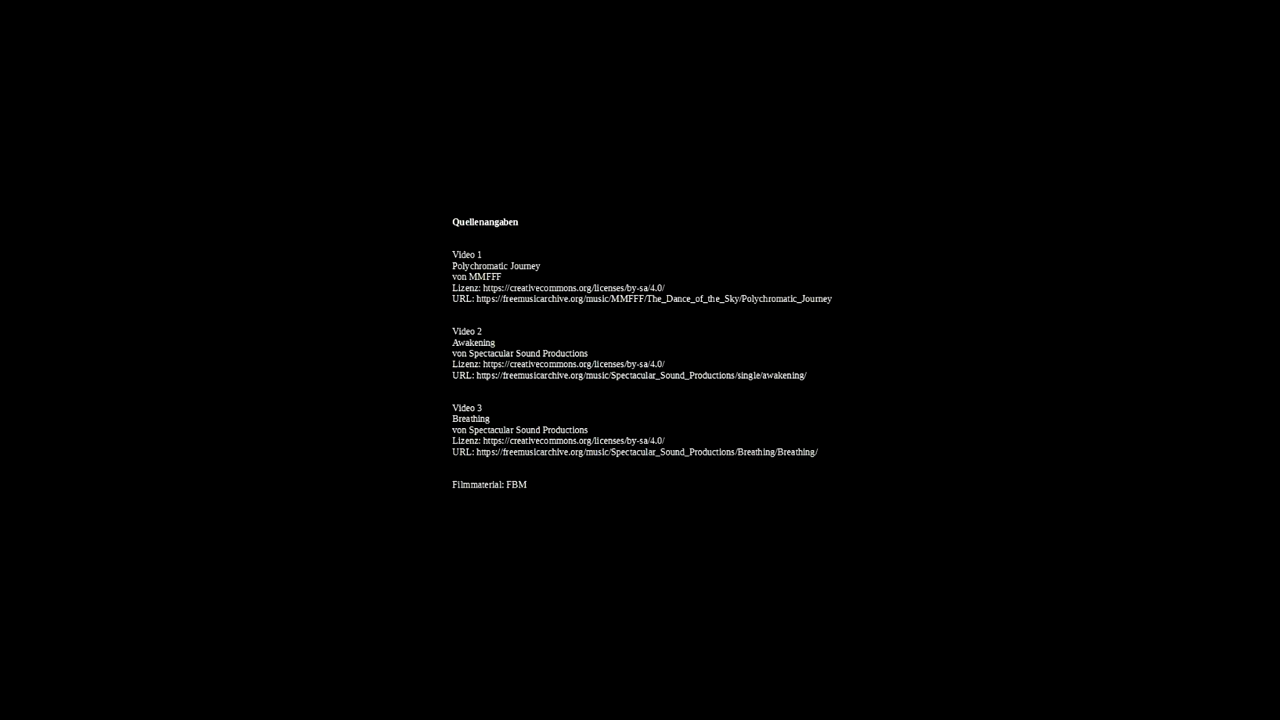 Quellenangaben
Video 1
Polychromatic Journey
von MMFFF
Lizenz: https://creativecommons.org/licenses/by-sa/4.0/
URL: https://freemusicarchive.org/music/MMFFF/The_Dance_of_the_Sky/Polychromatic_Journey
Video 2
Awakening
von Spectacular Sound Productions
Lizenz: https://creativecommons.org/licenses/by-sa/4.0/
URL: https://freemusicarchive.org/music/Spectacular_Sound_Productions/single/awakening/
Video 3
Breathing
von Spectacular Sound Productions
Lizenz: https://creativecommons.org/licenses/by-sa/4.0/
URL: https://freemusicarchive.org/music/Spectacular_Sound_Productions/Breathing/Breathing/
Filmmaterial: FBM